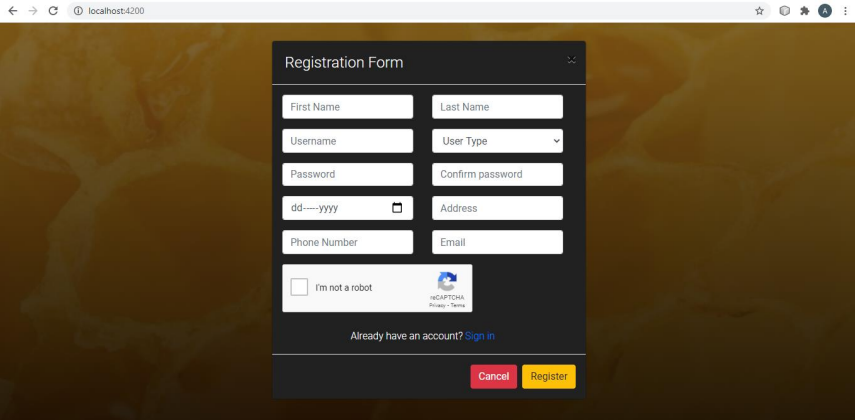 localhost:4200
A
Registration Form
First Name Last Name
Username User Type
Password Confirm password
dd-----yyyy Address
Phone Number Email
I'm not a robot
reCAPTCHA
Privacy - Terms
Already have an account? Sign in
Cancel Register